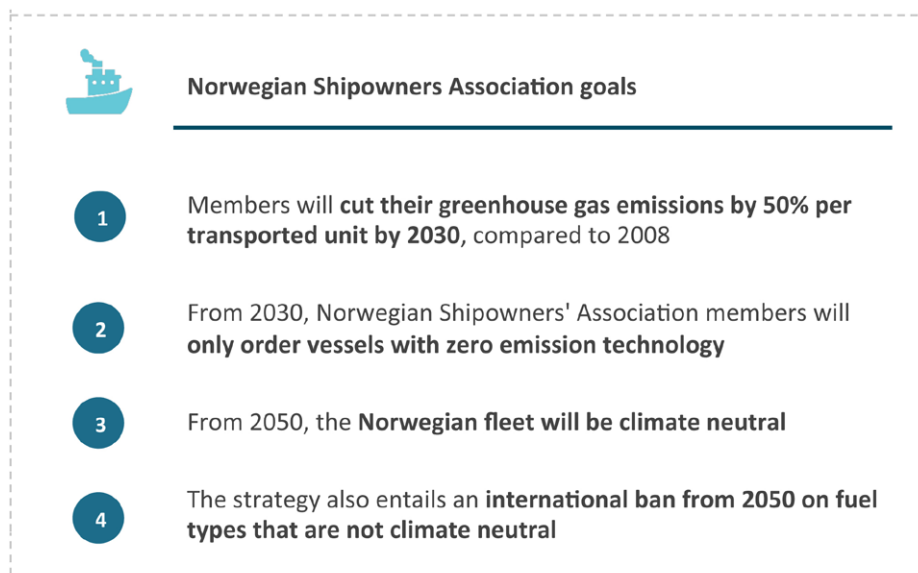 Norwegian Shipowners Association goals
1
Members will cut their greenhouse gas emissions by 50% per
transported unit by 2030, compared to 2008
2
From 2030, Norwegian Shipowners' Association members will
only order vessels with zero emission technology
3
From 2050, the Norwegian fleet will be climate neutral
4
The strategy also entails an international ban from 2050 on fuel
types that are not climate neutral